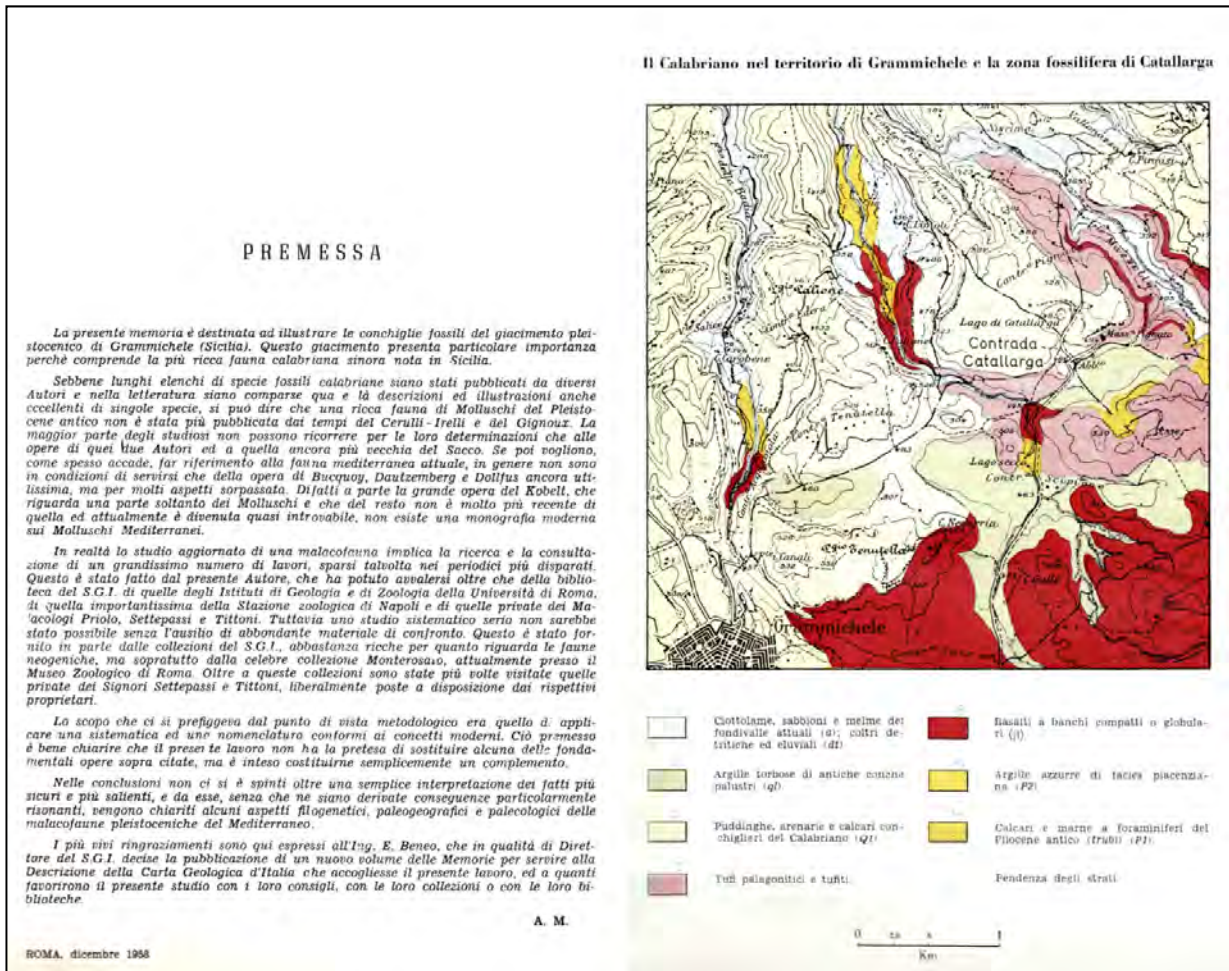 PREMESSA
La presente memoria è destinata ad illustrare le conchiglie fossili del giacimento plei-
stocenico di Grammichele (Sicilia). Questo giacimento presenta particolare importanza
perchè comprende la più ricca fauna calabriana sinora nota in Sicilia.
Sebbene lunghi elenchi di specie fossili calabriane siano stati pubblicati da diversi
Autori e nella letteratura siano comparse qua e là descrizioni ed illustrazioni anche
eccellenti di singole specie, si può dire che una ricca fauna di Molluschi del Pleisto-
cene antico non è stata più pubblicata dai tempi del Cerulli-Irelli e del Gignoux. La
maggior parte degli studiosi non possono ricorrere per le loro determinazioni che alle
opere di quei due Autori ed a quella ancora più vecchia del Sacco. Se poi vogliono,
come spesso accade, far riferimento alla fauna mediterranea attuale, in genere non sono
in condizioni di servirsi che della opera di Bucquoy, Dautzemberg e Dollfus ancora uti-
lissima, ma per molti aspetti sorpassata. Difatti a parte la grande opera del Kobelt, che
riguarda una parte soltanto dei Molluschi e che del resto non è molto più recente di
quella ed attualmente è divenuta quasi introvabile, non esiste una monografia moderna
sui Molluschi Mediterranei.
In realtà lo studio aggiornato di una malacofauna implica la ricerca e la consulta-
zione di un grandissimo numero di lavori, sparsi talvolta nei periodici più disparati.
Questo è stato fatto dal presente Autore, che ha potuto avvalersi oltre che della biblio-
teca del S.G.I. di quelle degli Istituti di Geologia e di Zoologia della Università di Roma,
di quella importantissima della Stazione zoologica di Napoli e di quelle private dei Ma-
lacologi Priolo, Settepassi e Tittoni. Tuttavia uno studio sistematico serio non sarebbe
stato possibile senza l'ausilio di abbondante materiale di confronto. Questo è stato for-
nito in parte dalle collezioni del S.G.I., abbastanza ricche per quanto riguarda le faune
neogeniche, ma sopratutto dalla celebre collezione Monterosato, attualmente presso il
Museo Zoologico di Roma. Oltre a queste collezioni sono state più volte visitate quelle
private dei Signori Settepassi e Tittoni, liberalmente poste a disposizione dai rispettivi
proprietari.
Lo scopo che ci si prefiggeva dal punto di vista metodologico era quello di appli-
care una sistematica ed una nomenclatura conformi ai concetti moderni. Ciò premesso
è bene chiarire che il presente lavoro non ha la pretesa di sostituire alcuna delle fonda-
mentali opere sopra citate, ma è inteso costituirne semplicemente un complemento.
Nelle conclusioni non ci si è spinti oltre una semplice interpretazione dei fatti più
sicuri e più salienti, e da esse, senza che ne siano derivate conseguenze particolarmente
risonanti, vengono chiariti alcuni aspetti filogenetici, paleogeografici e paleologici delle
malacofaune pleistoceniche del Mediterraneo.
I più vivi ringraziamenti sono qui espressi all'Ing. E. Beneo, che in qualità di Diret-
tore del S.G.I. decise la pubblicazione di un nuovo volume delle Memorie per servire alla
Descrizione della Carta Geologica d'Italia che accogliesse il presente lavoro, ed a quanti
favorirono il presente studio con i loro consigli, con le loro collezioni o con le loro bi-
blioteche.
A. M.
ROMA, dicembre 1958
Il Calabriano nel territorio di Grammichele e la zona fossilifera di Catallarga
Lago di Catallarga
Contrada
Catallarga
Tenutella
Grammichele
Ciottolame, sabbioni e melme dei
fondivalle attuali (a); coltri de-
tritiche ed eluviali (dt)
Argille torbose di antiche conche
palustri (ql)
Puddinghe, arenarie e calcari con-
chiglieri del Calabriano (Q1)
Tufi palagonitici e tufiti.
Basalti a banchi compatti o globula-
ri (β)
Argille azzurre di facies piacenzia-
na (P2)
Calcari e marne a foraminiferi del
Pliocene antico (trubi) (P1)
Pendenza degli strati
0 1
Km